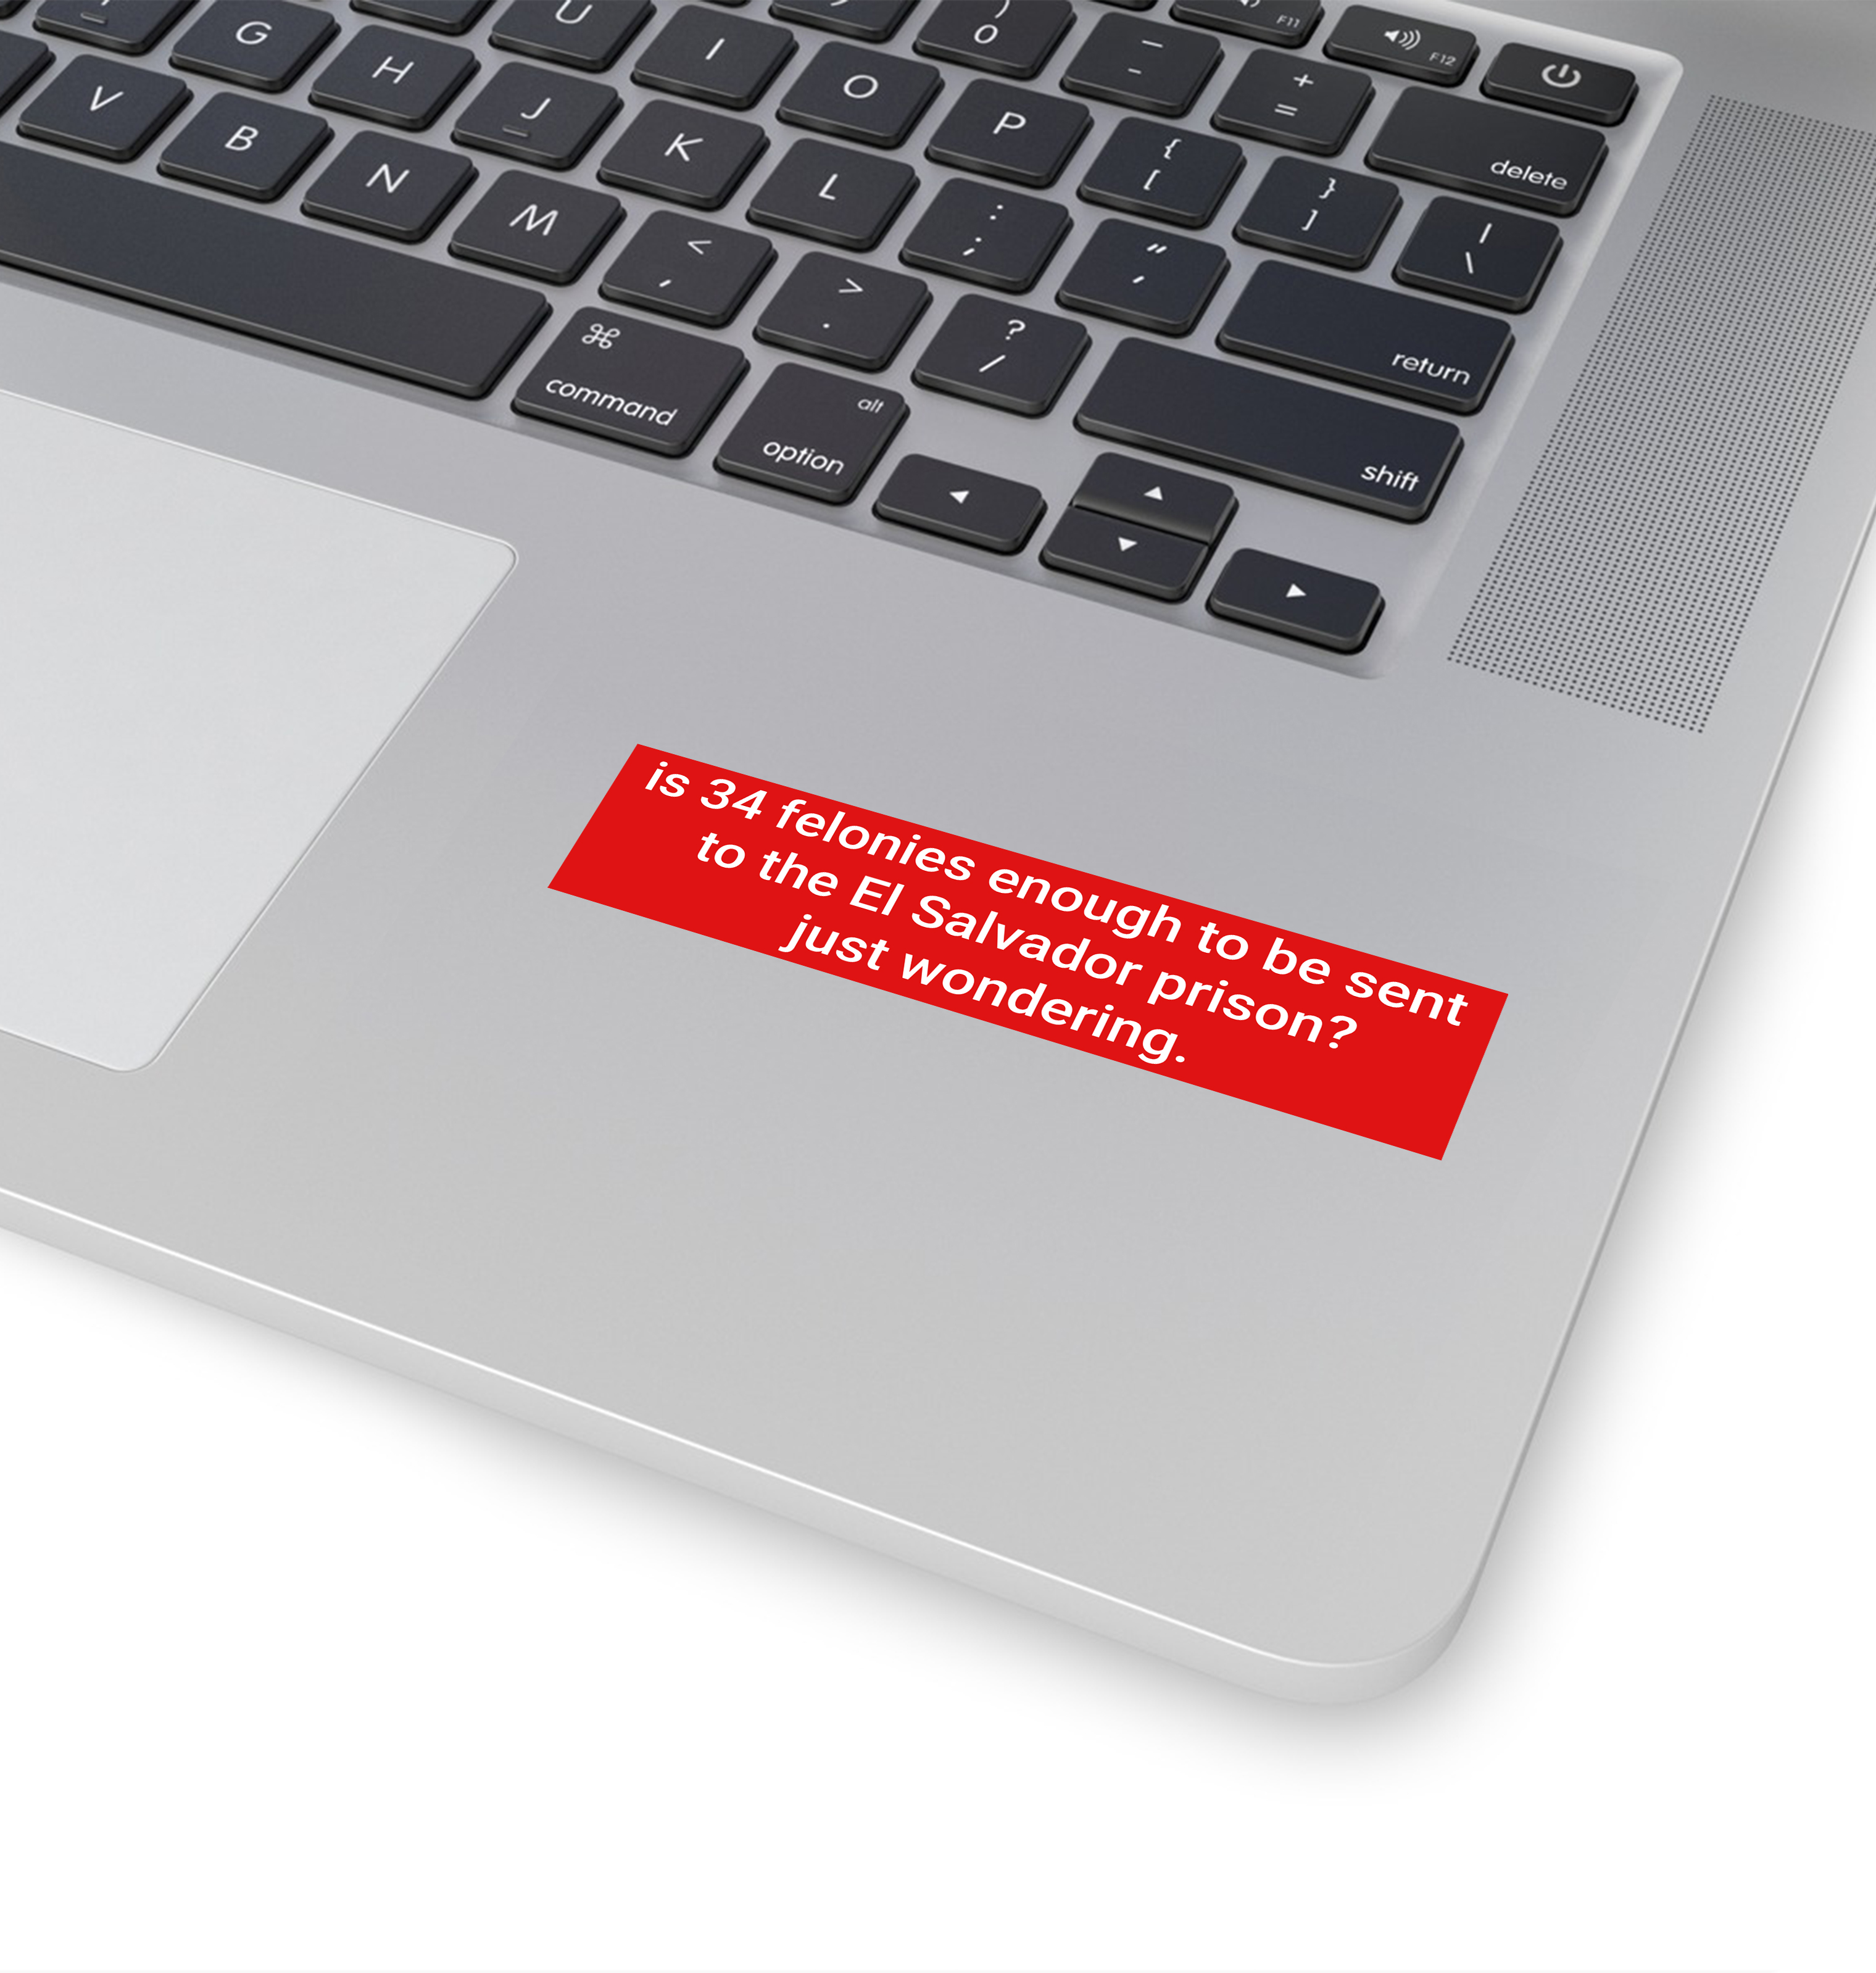 F11
F12
G H U I ) 0 — - + =
V B J K O P { [ } ] delete
N M L : ; " ' | \
< , > . ? / return
⌘ command alt option shift
is 34 felonies enough to be sent
to the El Salvador prison?
just wondering.